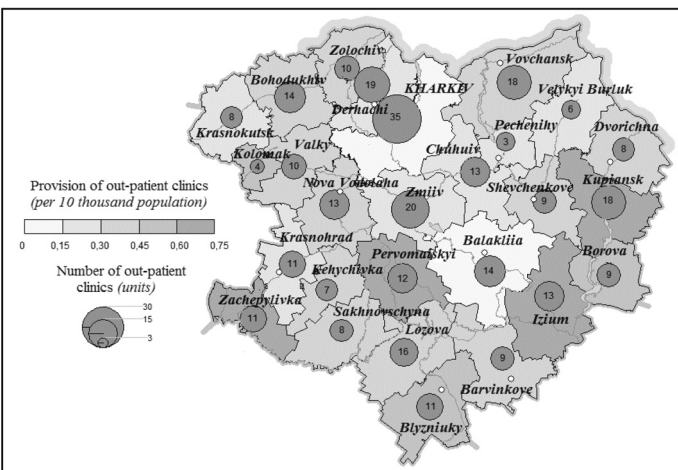 Zolochiv
10
Vovchansk
18
Bohodukhiv
14
19
KHARKIV
Velykyi Burluk
6
Derhachi
35
8
Krasnokutsk
Pechenihy
3
Dvorichna
8
Valky
Kolomak
4
10
Chuhuiv
13
Provision of out-patient clinics
(per 10 thousand population)
0 0,15 0,30 0,45 0,60 0,75
Nova Vodolaha
13
Zmiiv
20
Shevchenkove
9
Kupiansk
18
Number of out-patient
clinics (units)
30
15
3
Krasnohrad
11
Pervomaiskyi
12
Balakliia
14
Borova
9
Kehychivka
7
Zachepylivka
11
13
Izium
Sakhnovschyna
8
Lozova
16
9
Barvinkove
11
Blyzniuky